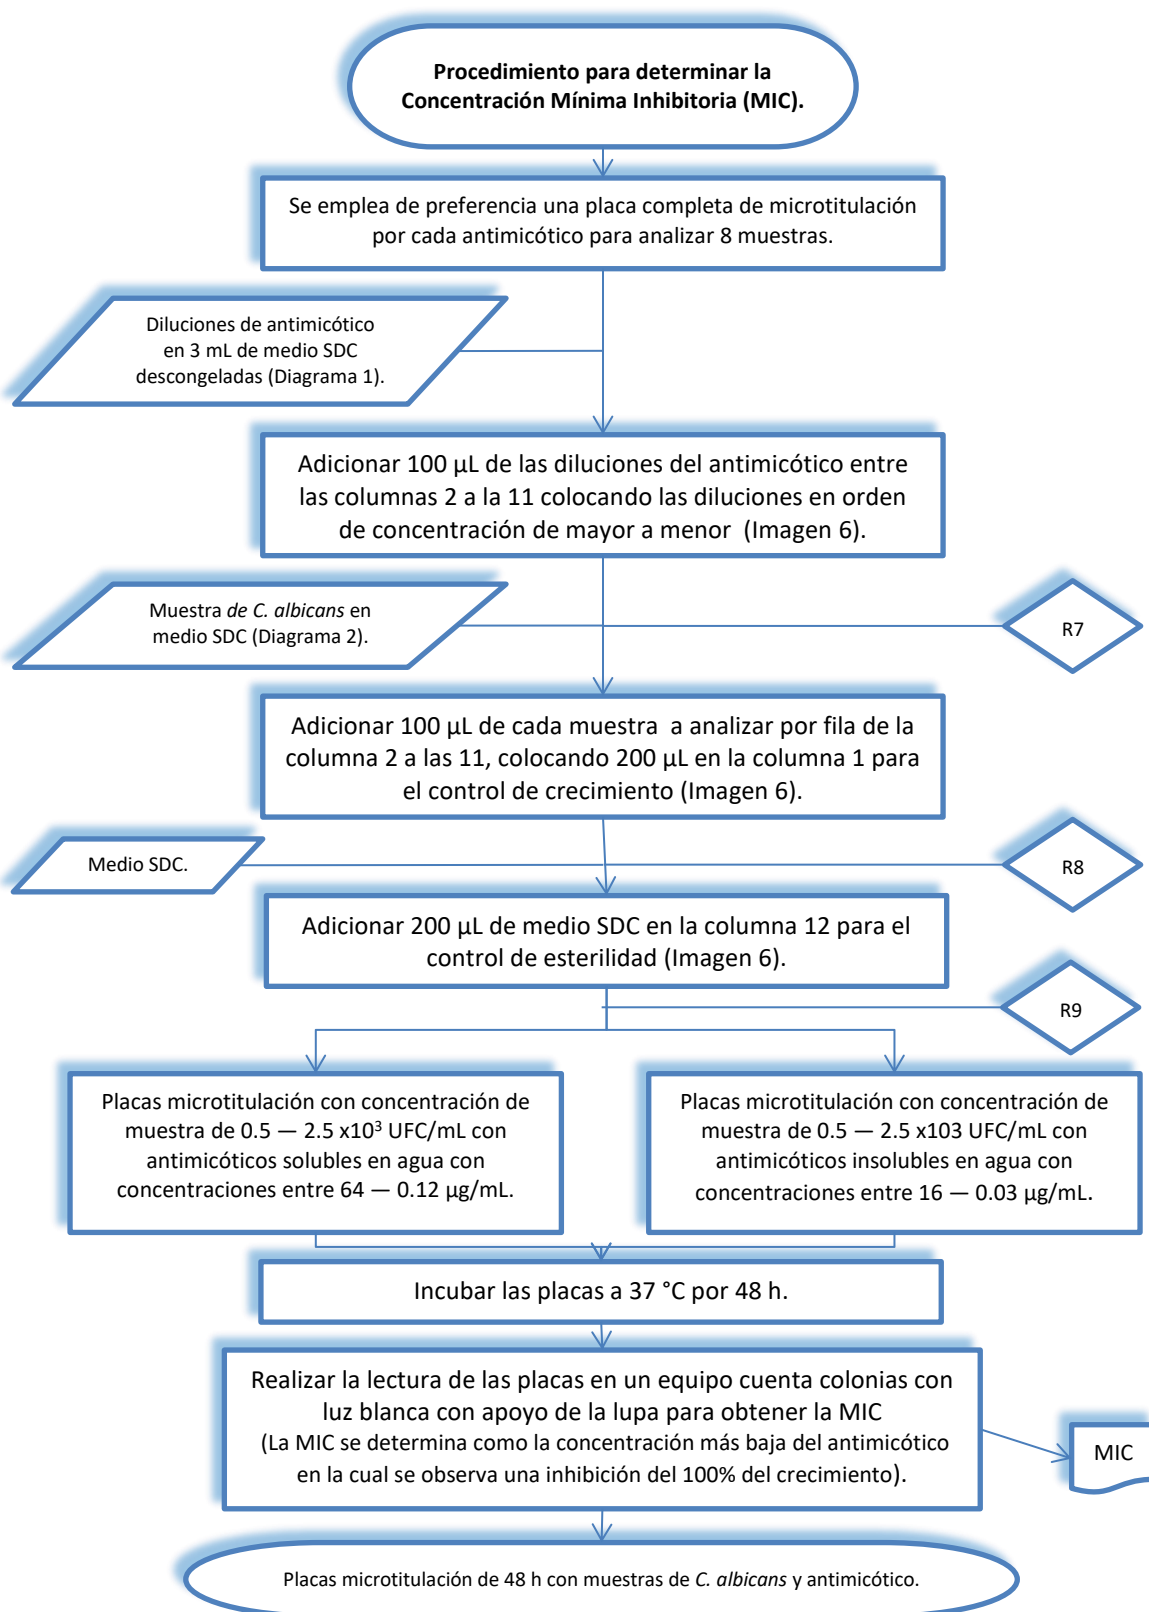 Procedimiento para determinar la
Concentración Mínima Inhibitoria (MIC).
Se emplea de preferencia una placa completa de microtitulación
por cada antimicótico para analizar 8 muestras.
Diluciones de antimicótico
en 3 mL de medio SDC
descongeladas (Diagrama 1).
Adicionar 100 µL de las diluciones del antimicótico entre
las columnas 2 a la 11 colocando las diluciones en orden
de concentración de mayor a menor (Imagen 6).
Muestra de C. albicans en
medio SDC (Diagrama 2).
R7
Adicionar 100 µL de cada muestra a analizar por fila de la
columna 2 a las 11, colocando 200 µL en la columna 1 para
el control de crecimiento (Imagen 6).
Medio SDC.
R8
Adicionar 200 µL de medio SDC en la columna 12 para el
control de esterilidad (Imagen 6).
R9
Placas microtitulación con concentración de
muestra de 0.5 — 2.5 x10³ UFC/mL con
antimicóticos solubles en agua con
concentraciones entre 64 — 0.12 µg/mL.
Placas microtitulación con concentración de
muestra de 0.5 — 2.5 x103 UFC/mL con
antimicóticos insolubles en agua con
concentraciones entre 16 — 0.03 µg/mL.
Incubar las placas a 37 °C por 48 h.
Realizar la lectura de las placas en un equipo cuenta colonias con
luz blanca con apoyo de la lupa para obtener la MIC
(La MIC se determina como la concentración más baja del antimicótico
en la cual se observa una inhibición del 100% del crecimiento).
MIC
Placas microtitulación de 48 h con muestras de C. albicans y antimicótico.